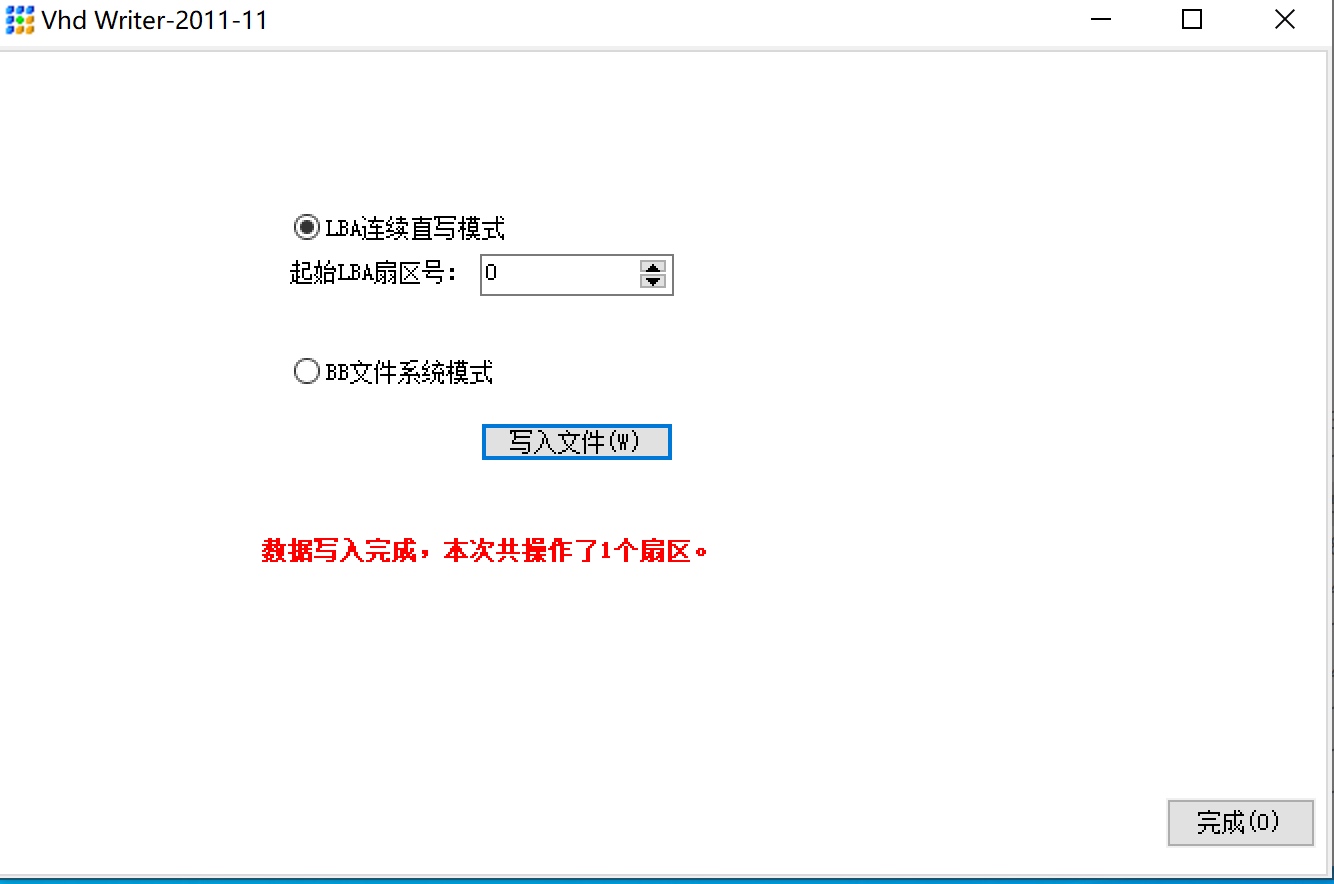 Vhd Writer-2011-11
LBA连续直写模式
起始LBA扇区号： 0
BB文件系统模式
写入文件(W)
数据写入完成，本次共操作了1个扇区。
完成(O)